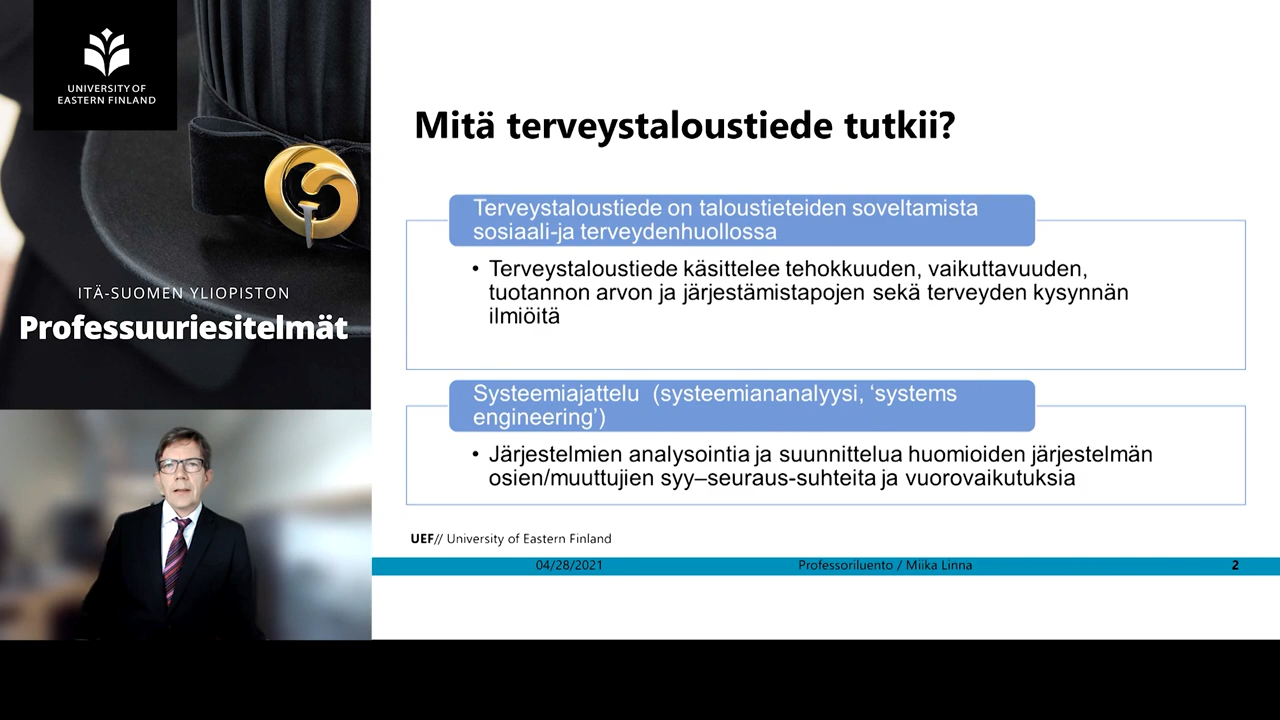 UNIVERSITY OF
EASTERN FINLAND
ITÄ-SUOMEN YLIOPISTON
Professuuriesitelmät
Mitä terveystaloustiede tutkii?
Terveystaloustiede on taloustieteiden soveltamista
sosiaali-ja terveydenhuollossa
• Terveystaloustiede käsittelee tehokkuuden, vaikuttavuuden,
tuotannon arvon ja järjestämistapojen sekä terveyden kysynnän
ilmiöitä
Systeemiajattelu (systeemiananalyysi, ‘systems
engineering’)
• Järjestelmien analysointia ja suunnittelua huomioiden järjestelmän
osien/muuttujien syy–seuraus-suhteita ja vuorovaikutuksia
UEF// University of Eastern Finland
04/28/2021 Professoriluento / Miika Linna 2